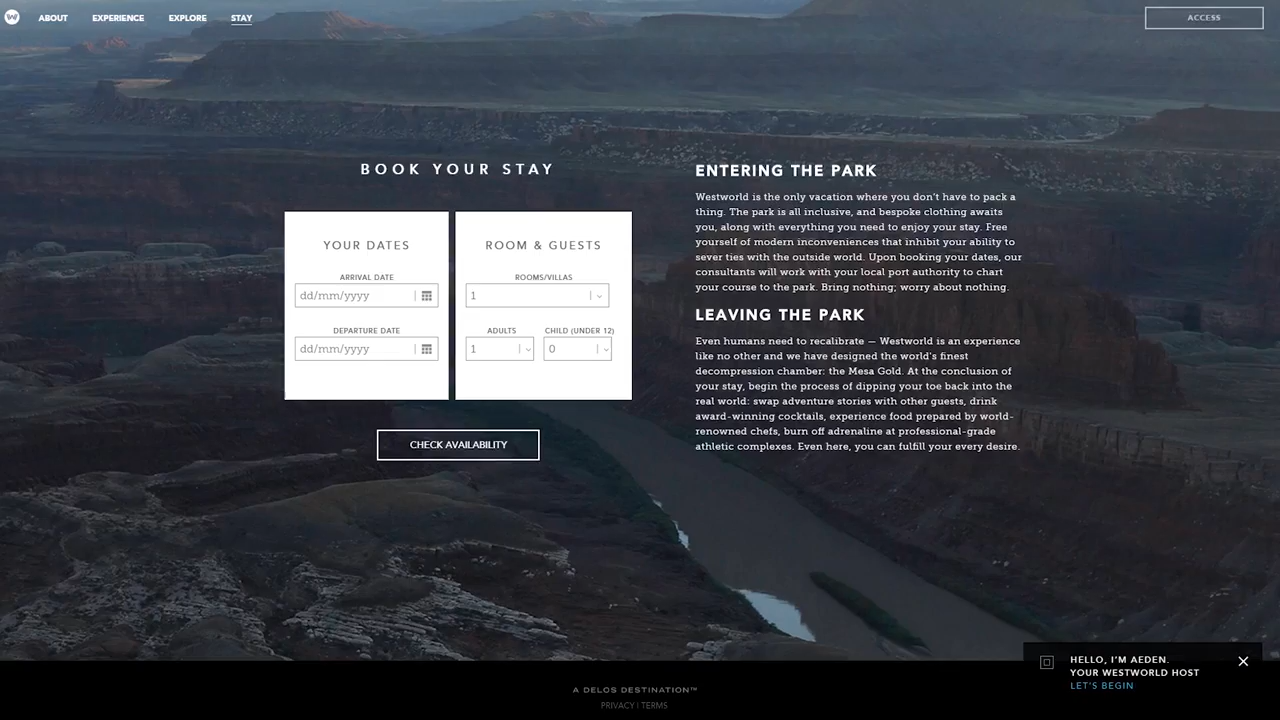 W ABOUT EXPERIENCE EXPLORE STAY ACCESS
BOOK YOUR STAY
YOUR DATES
ARRIVAL DATE
dd/mm/yyyy
DEPARTURE DATE
dd/mm/yyyy
ROOM & GUESTS
ROOMS/VILLAS
1
ADULTS CHILD (UNDER 12)
1 0
CHECK AVAILABILITY
ENTERING THE PARK
Westworld is the only vacation where you don't have to pack a
thing. The park is all inclusive, and bespoke clothing awaits
you, along with everything you need to enjoy your stay. Free
yourself of modern inconveniences that inhibit your ability to
sever ties with the outside world. Upon booking your dates, our
consultants will work with your local port authority to chart
your course to the park. Bring nothing; worry about nothing.
LEAVING THE PARK
Even humans need to recalibrate — Westworld is an experience
like no other and we have designed the world's finest
decompression chamber: the Mesa Gold. At the conclusion of
your stay, begin the process of dipping your toe back into the
real world: swap adventure stories with other guests, drink
award-winning cocktails, experience food prepared by world-
renowned chefs, burn off adrenaline at professional-grade
athletic complexes. Even here, you can fulfill your every desire.
HELLO, I'M AEDEN.
YOUR WESTWORLD HOST
LET'S BEGIN
A DELOS DESTINATION™
PRIVACY | TERMS